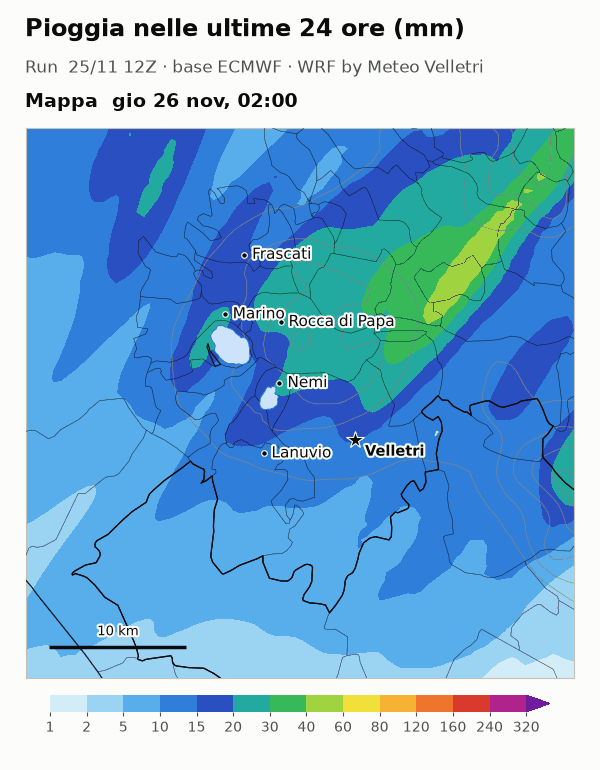 Pioggia nelle ultime 24 ore (mm)
Run  25/11 12Z · base ECMWF · WRF by Meteo Velletri
Mappa  gio 26 nov, 02:00
Frascati
Marino
Rocca di Papa
Nemi
Velletri
Lanuvio
10 km
1 2 5 10 15 20 30 40 60 80 120 160 240 320